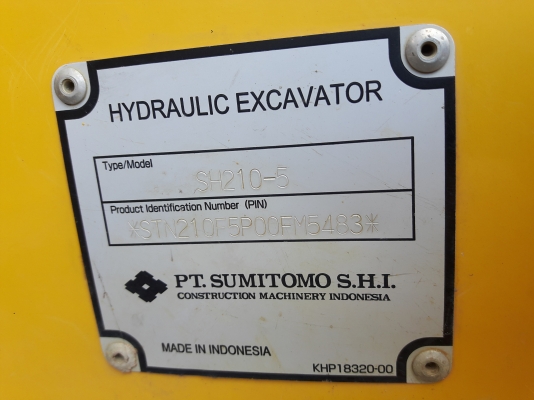 HYDRAULIC EXCAVATOR
Type/Model
SH210-5
Product Identification Number (PIN)
*STN210F5P00FM5483*
PT. SUMITOMO S.H.I.
CONSTRUCTION MACHINERY INDONESIA
MADE IN INDONESIA
KHP18320-00